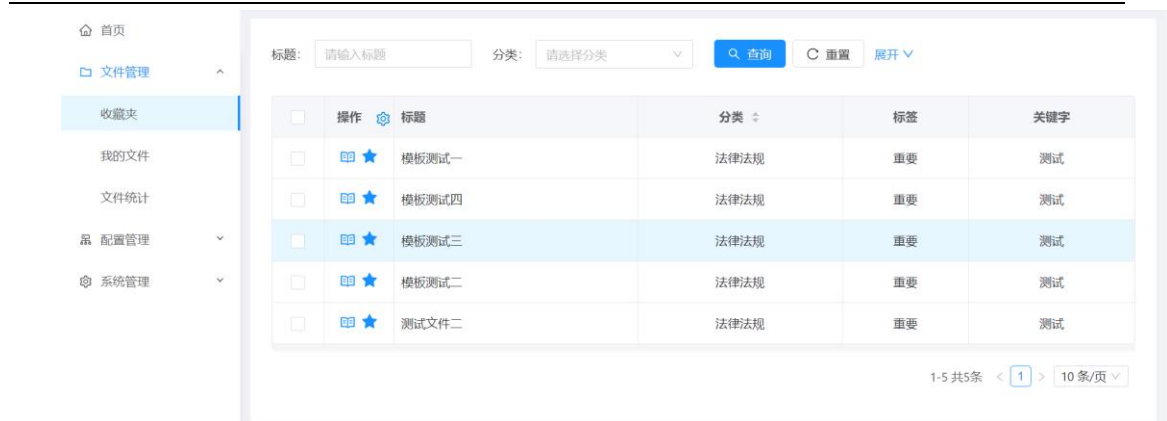 首页
文件管理
收藏夹
我的文件
文件统计
配置管理
系统管理
标题： 请输入标题 分类： 请选择分类 查询 重置 展开
操作 标题 分类 标签 关键字
模板测试一 法律法规 重要 测试
模板测试四 法律法规 重要 测试
模板测试三 法律法规 重要 测试
模板测试二 法律法规 重要 测试
测试文件二 法律法规 重要 测试
1-5 共5条 < 1 > 10 条/页